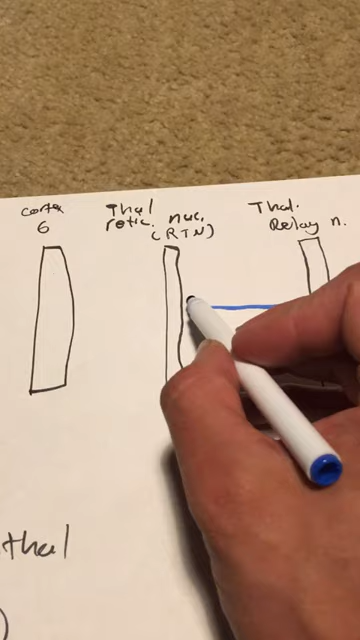 Cortex
6
Thal
retic. nuc.
(RTN)
Thal.
Relay n.
thal